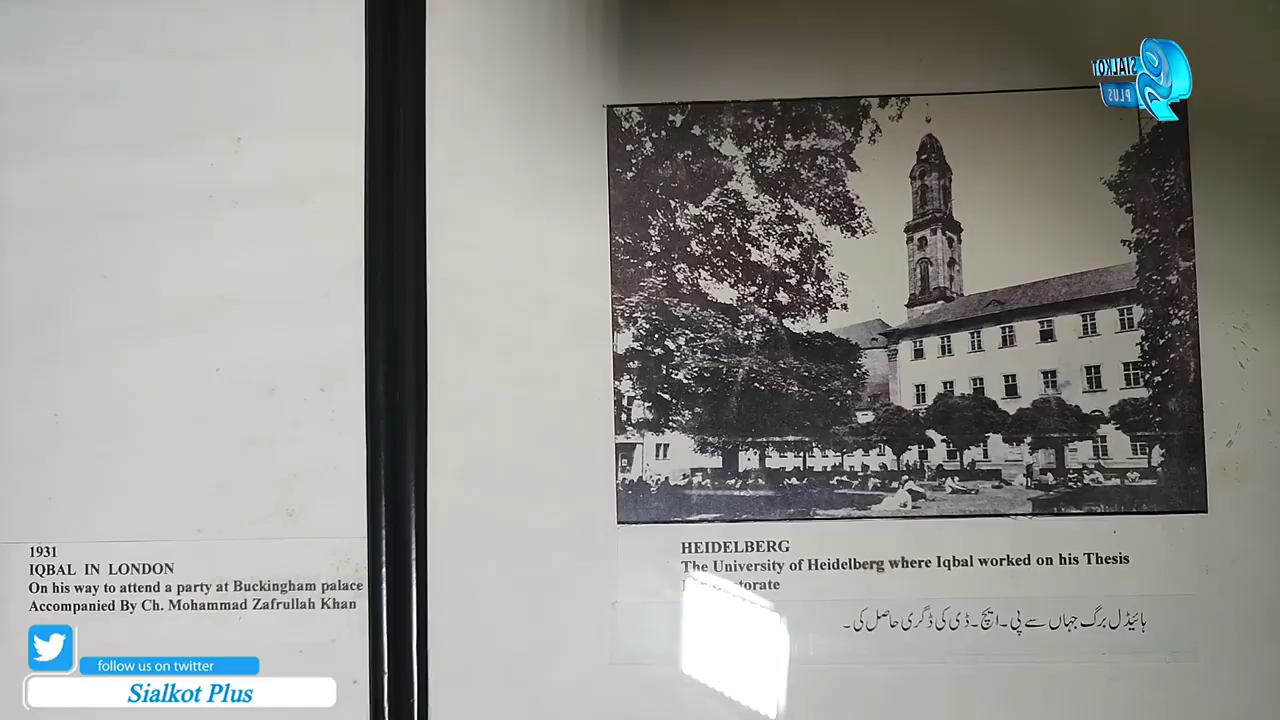 1931
IQBAL IN LONDON
On his way to attend a party at Buckingham palace
Accompanied By Ch. Mohammad Zafrullah Khan
follow us on twitter
Sialkot Plus
SIALKOT
PLUS
HEIDELBERG
The University of Heidelberg where Iqbal worked on his Thesis
ہائیڈل برگ جہاں سے پی۔ایچ۔ڈی کی ڈگری حاصل کی۔